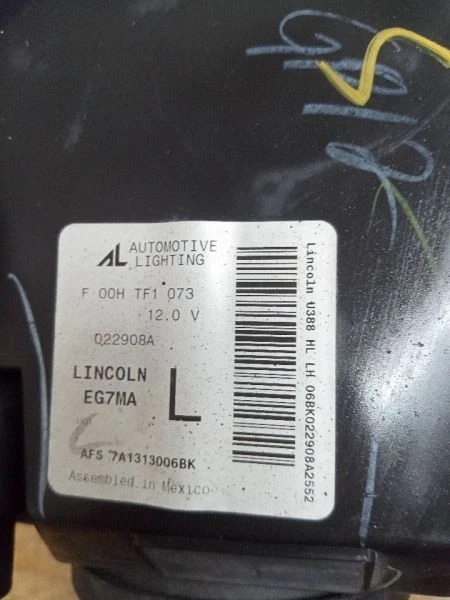 AL AUTOMOTIVE
LIGHTING
F 00H TF1 073
12.0 V
022908A
LINCOLN
EG7MA
L
AFS 7A1313006BK
Assembled in Mexico
Lincoln U388 HL LH 06BK022908A2552